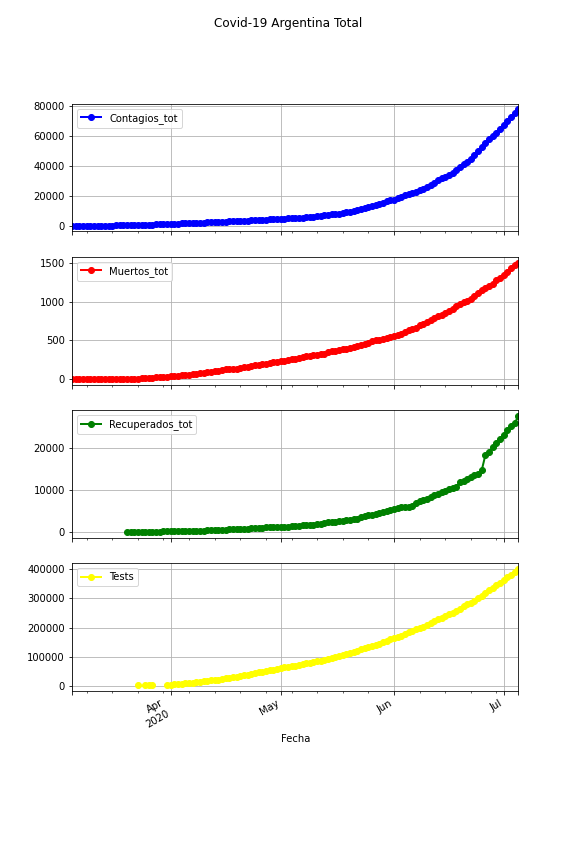 Covid-19 Argentina Total
80000
60000
40000
20000
0
Contagios_tot
1500
1000
500
0
Muertos_tot
20000
10000
0
Recuperados_tot
400000
300000
200000
100000
0
Tests
Apr
2020
May
Jun
Jul
Fecha